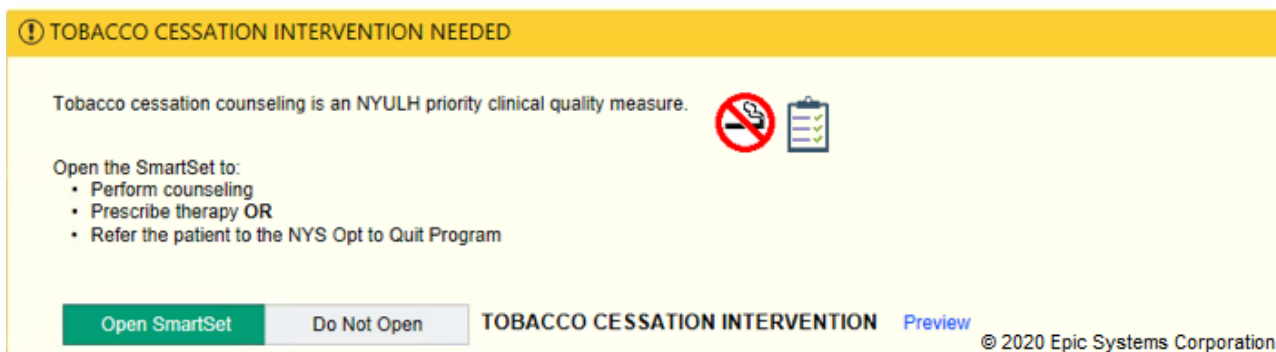 TOBACCO CESSATION INTERVENTION NEEDED
Tobacco cessation counseling is an NYULH priority clinical quality measure.
Open the SmartSet to:
• Perform counseling
• Prescribe therapy OR
• Refer the patient to the NYS Opt to Quit Program
Open SmartSet Do Not Open TOBACCO CESSATION INTERVENTION Preview
© 2020 Epic Systems Corporation